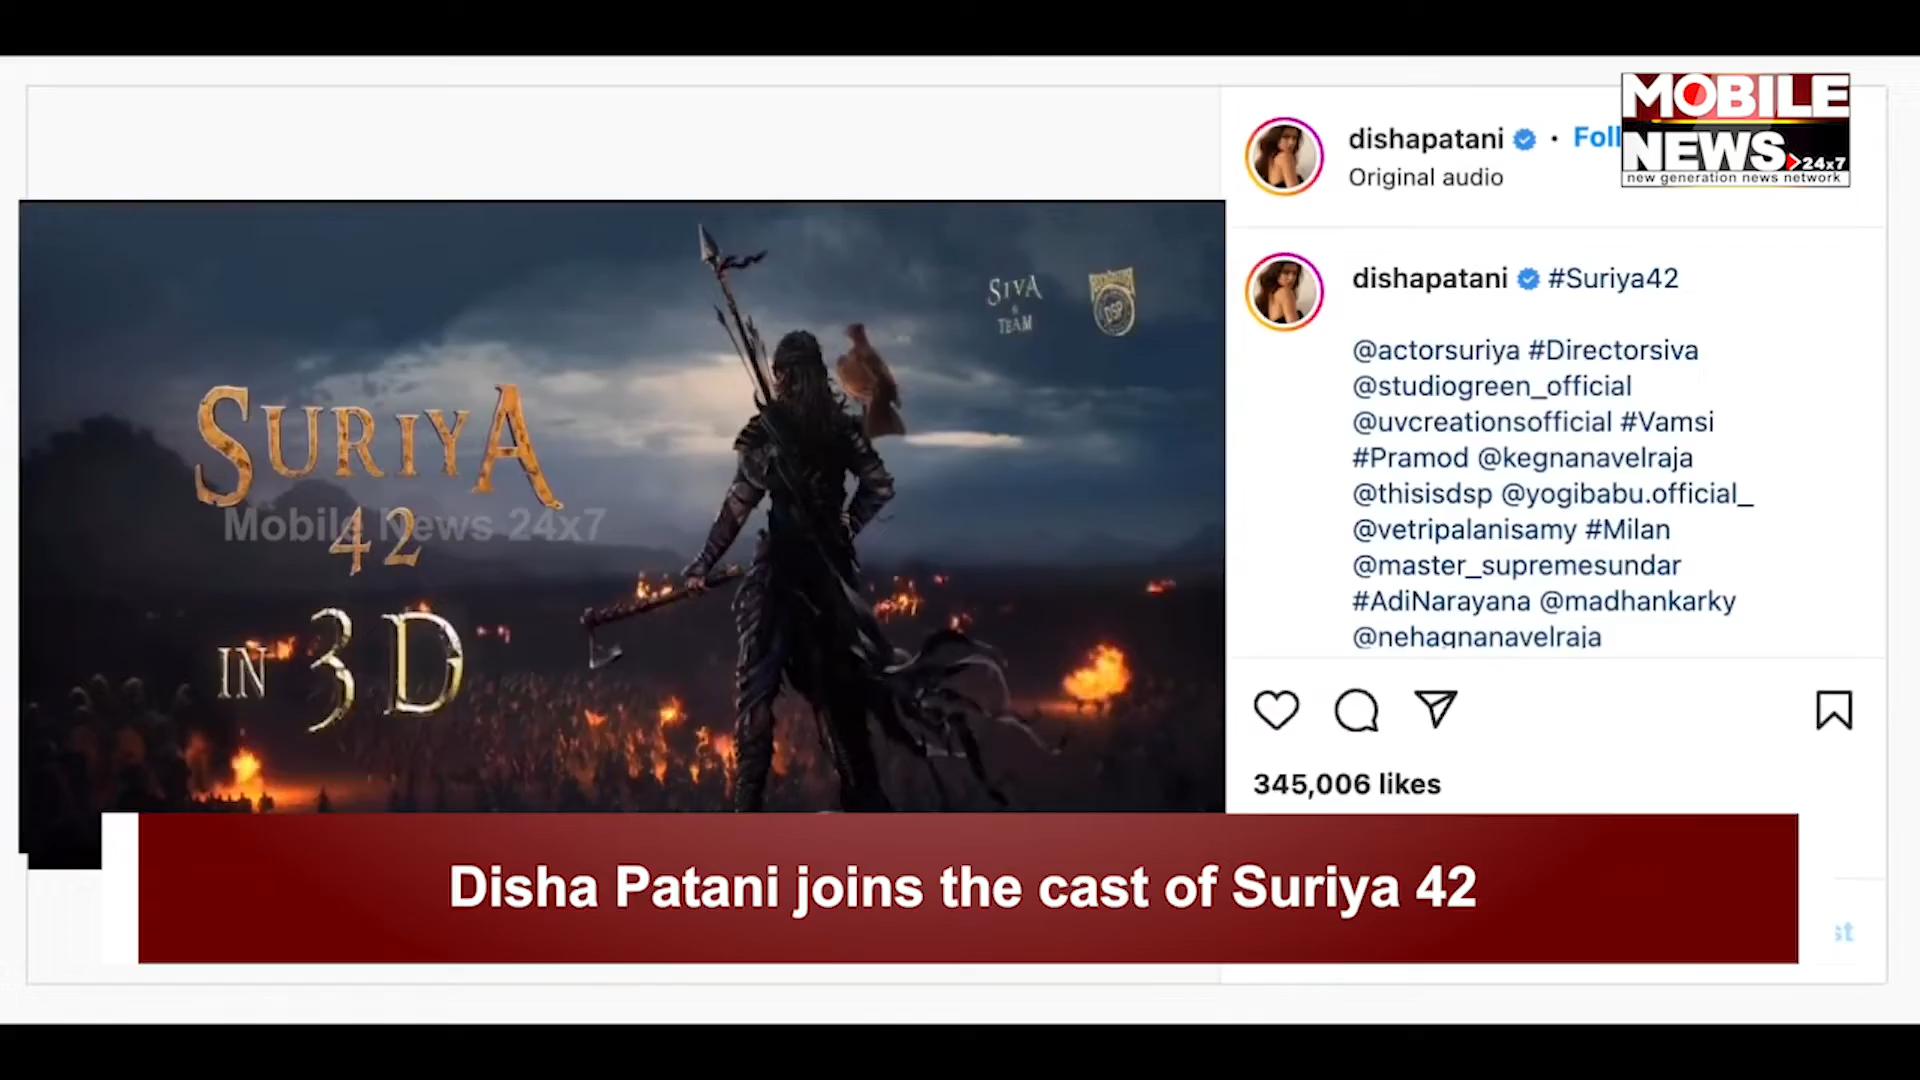 MOBILE
NEWS 24x7
new generation news network
dishapatani · Foll
Original audio
dishapatani #Suriya42
@actorsuriya #Directorsiva
@studiogreen_official
@uvcreationsofficial #Vamsi
#Pramod @kegnanavelraja
@thisisdsp @yogibabu.official_
@vetripalanisamy #Milan
@master_supremesundar
#AdiNarayana @madhankarky
@nehagnanavelraja
345,006 likes
SIVA
&
TEAM
DSP
SURIYA
42
IN 3D
Mobile News 24x7
Disha Patani joins the cast of Suriya 42